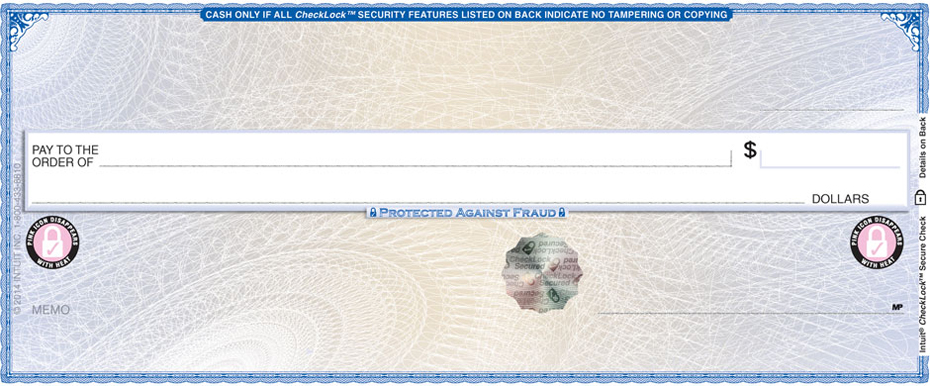 CASH ONLY IF ALL CheckLock™ SECURITY FEATURES LISTED ON BACK INDICATE NO TAMPERING OR COPYING
PAY TO THE
ORDER OF
$
DOLLARS
PROTECTED AGAINST FRAUD
PINK ICON DISAPPEARS
WITH HEAT
PINK ICON DISAPPEARS
WITH HEAT
CheckLock
Secured
MEMO
MP
© 2014 INTUIT INC. 1-800-433-8810
Intuit® CheckLock™ Secure Check
Details on Back